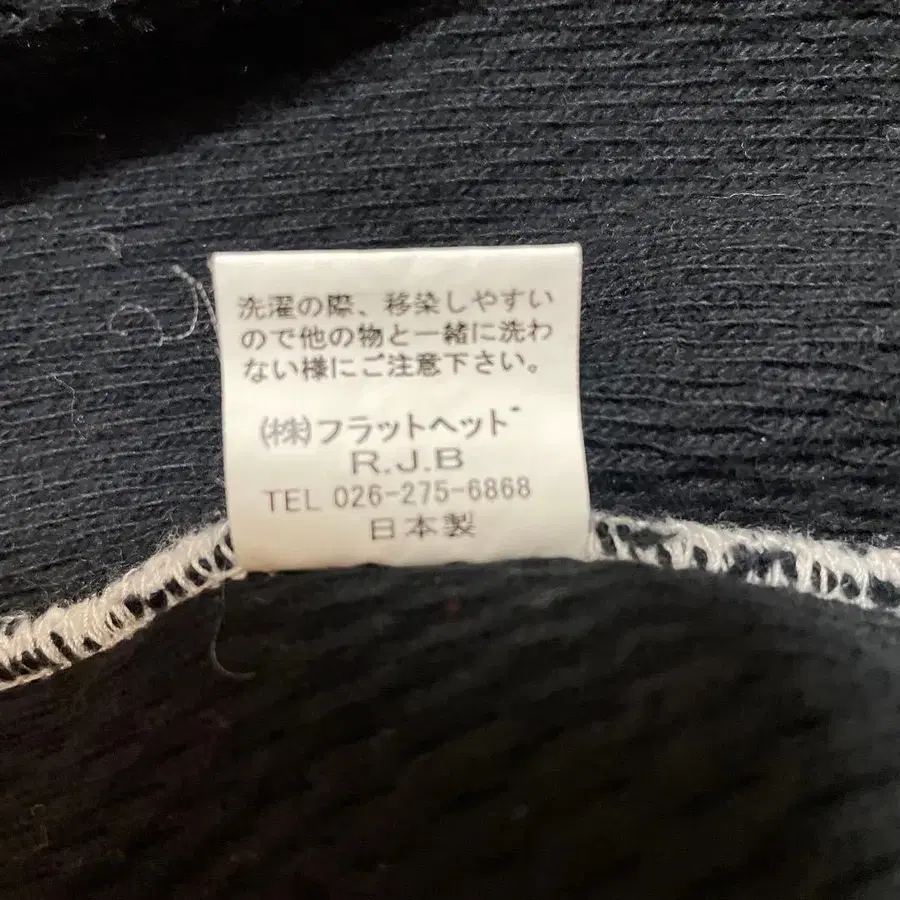 洗濯の際、移染しやすい
ので他の物と一緒に洗わ
ない様にご注意下さい。
(株)フラットヘッド
R.J.B
TEL 026-275-6868
日本製